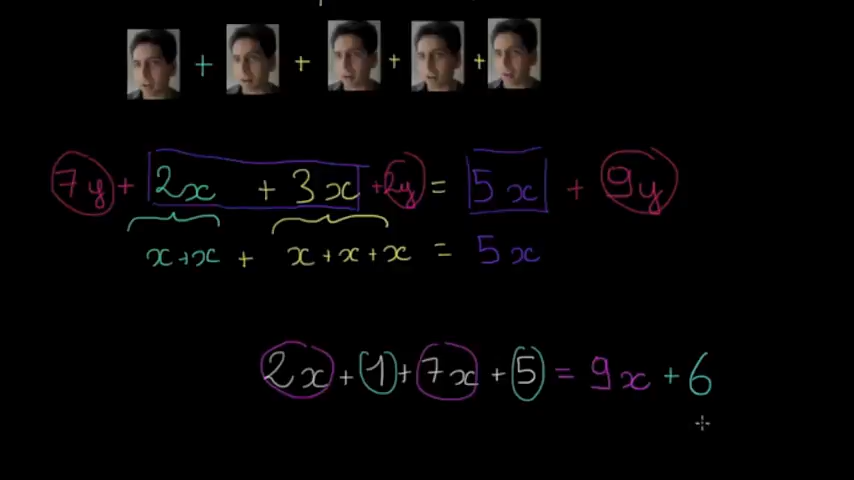 + + + +
7y + 2x + 3x + 2y = 5x + 9y
x+x + x+x+x = 5x
2x + 1 + 7x + 5 = 9x + 6